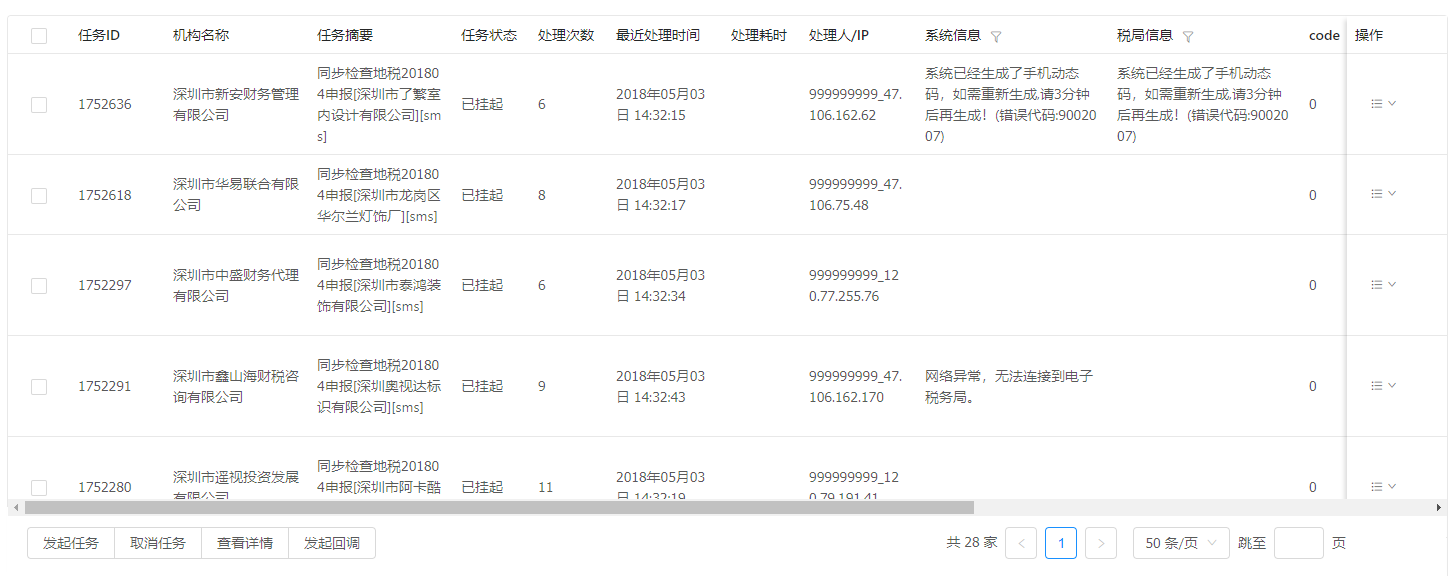 任务ID 机构名称 任务摘要 任务状态 处理次数 最近处理时间 处理耗时 处理人/IP 系统信息 税局信息 code 操作
1752636
深圳市新安财务管理
有限公司
同步检查地税20180
4申报[深圳市了繁室
内设计有限公司][sm
s]
已挂起
6
2018年05月03
日 14:32:15
999999999_47.
106.162.62
系统已经生成了手机动态
码，如需重新生成,请3分钟
后再生成！(错误代码:9002
007)
系统已经生成了手机动态
码，如需重新生成,请3分钟
后再生成！(错误代码:9002
007)
0
1752618
深圳市华易联合有限
公司
同步检查地税20180
4申报[深圳市龙岗区
华尔兰灯饰厂][sms]
已挂起
8
2018年05月03
日 14:32:17
999999999_47.
106.75.48
0
1752297
深圳市中盛财务代理
有限公司
同步检查地税20180
4申报[深圳市泰鸿装
饰有限公司][sms]
已挂起
6
2018年05月03
日 14:32:34
999999999_12
0.77.255.76
0
1752291
深圳市鑫山海财税咨
询有限公司
同步检查地税20180
4申报[深圳奥视达标
识有限公司][sms]
已挂起
9
2018年05月03
日 14:32:43
999999999_47.
106.162.170
网络异常，无法连接到电子
税务局。
0
1752280
深圳市遥视投资发展
有限公司
同步检查地税20180
4申报[深圳市阿卡酷
已挂起
11
2018年05月03
日 14:32:19
999999999_12
0.79.191.41
0
发起任务 取消任务 查看详情 发起回调 共 28 家 1 50 条/页 跳至 页